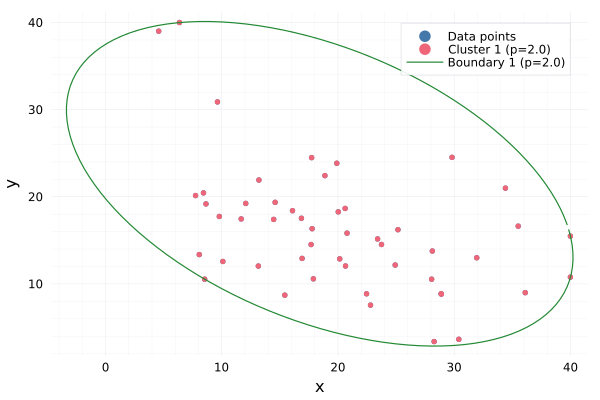 40
30
20
10
y
Data points
Cluster 1 (p=2.0)
Boundary 1 (p=2.0)
0 10 20 30 40
x